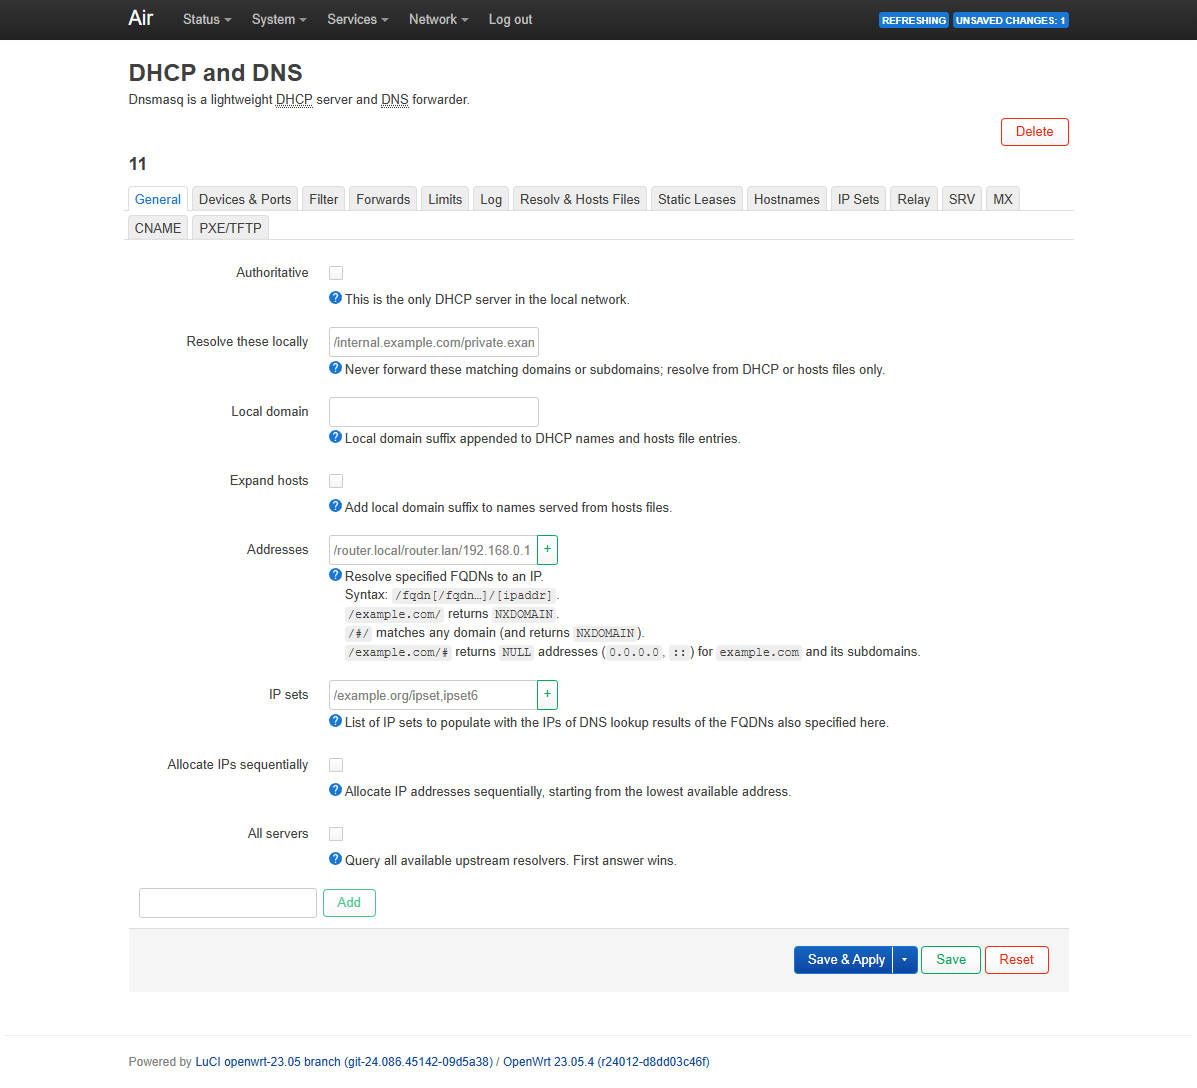 Air Status System Services Network Log out REFRESHING UNSAVED CHANGES: 1
DHCP and DNS
Dnsmasq is a lightweight DHCP server and DNS forwarder.
Delete
11
General Devices & Ports Filter Forwards Limits Log Resolv & Hosts Files Static Leases Hostnames IP Sets Relay SRV MX
CNAME PXE/TFTP
Authoritative
This is the only DHCP server in the local network.
Resolve these locally /internal.example.com/private.exan
Never forward these matching domains or subdomains; resolve from DHCP or hosts files only.
Local domain
Local domain suffix appended to DHCP names and hosts file entries.
Expand hosts
Add local domain suffix to names served from hosts files.
Addresses /router.local/router.lan/192.168.0.1 +
Resolve specified FQDNs to an IP.
Syntax: /fqdn[/fqdn…]/[ipaddr].
/example.com/ returns NXDOMAIN.
/#/ matches any domain (and returns NXDOMAIN).
/example.com/# returns NULL addresses (0.0.0.0, ::) for example.com and its subdomains.
IP sets /example.org/ipset,ipset6 +
List of IP sets to populate with the IPs of DNS lookup results of the FQDNs also specified here.
Allocate IPs sequentially
Allocate IP addresses sequentially, starting from the lowest available address.
All servers
Query all available upstream resolvers. First answer wins.
Add
Save & Apply Save Reset
Powered by LuCI openwrt-23.05 branch (git-24.086.45142-09d5a38) / OpenWrt 23.05.4 (r24012-d8dd03c46f)